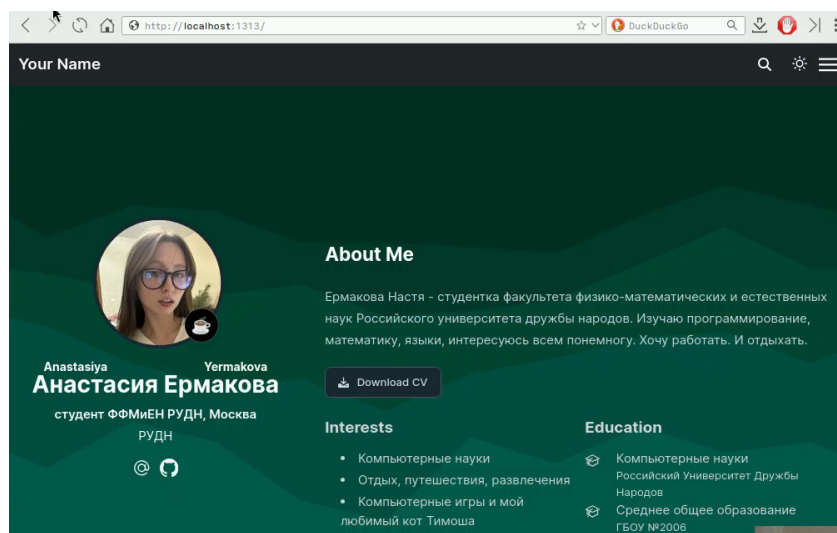 http://localhost:1313/
DuckDuckGo
Your Name
About Me
Ермакова Настя - студентка факультета физико-математических и естественных
наук Российского университета дружбы народов. Изучаю программирование,
математику, языки, интересуюсь всем понемногу. Хочу работать. И отдыхать.
Download CV
Anastasiya Yermakova
Анастасия Ермакова
студент ФФМиЕН РУДН, Москва
РУДН
Interests
Компьютерные науки
Отдых, путешествия, развлечения
Компьютерные игры и мой
любимый кот Тимоша
Education
Компьютерные науки
Российский Университет Дружбы
Народов
Среднее общее образование
ГБОУ №2006